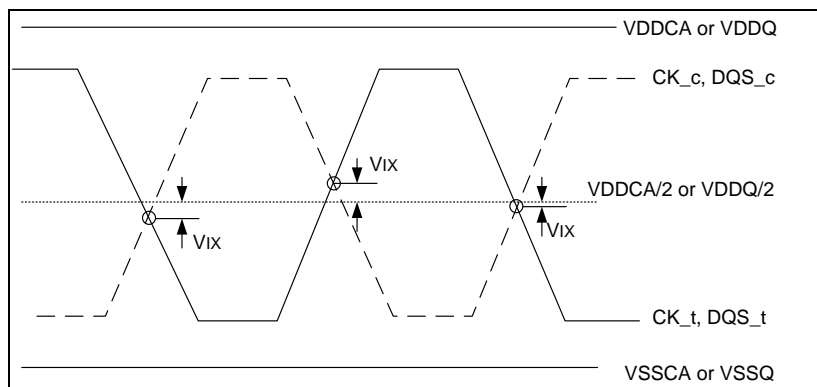 VDDCA or VDDQ
CK_c, DQS_c
VIX
VDDCA/2 or VDDQ/2
VIX
VIX
CK_t, DQS_t
VSSCA or VSSQ